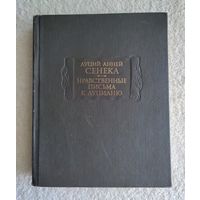 ЛУЦИЙ АННЕЙ
СЕНЕКА
НРАВСТВЕННЫЕ
ПИСЬМА
К ЛУЦИЛИЮ